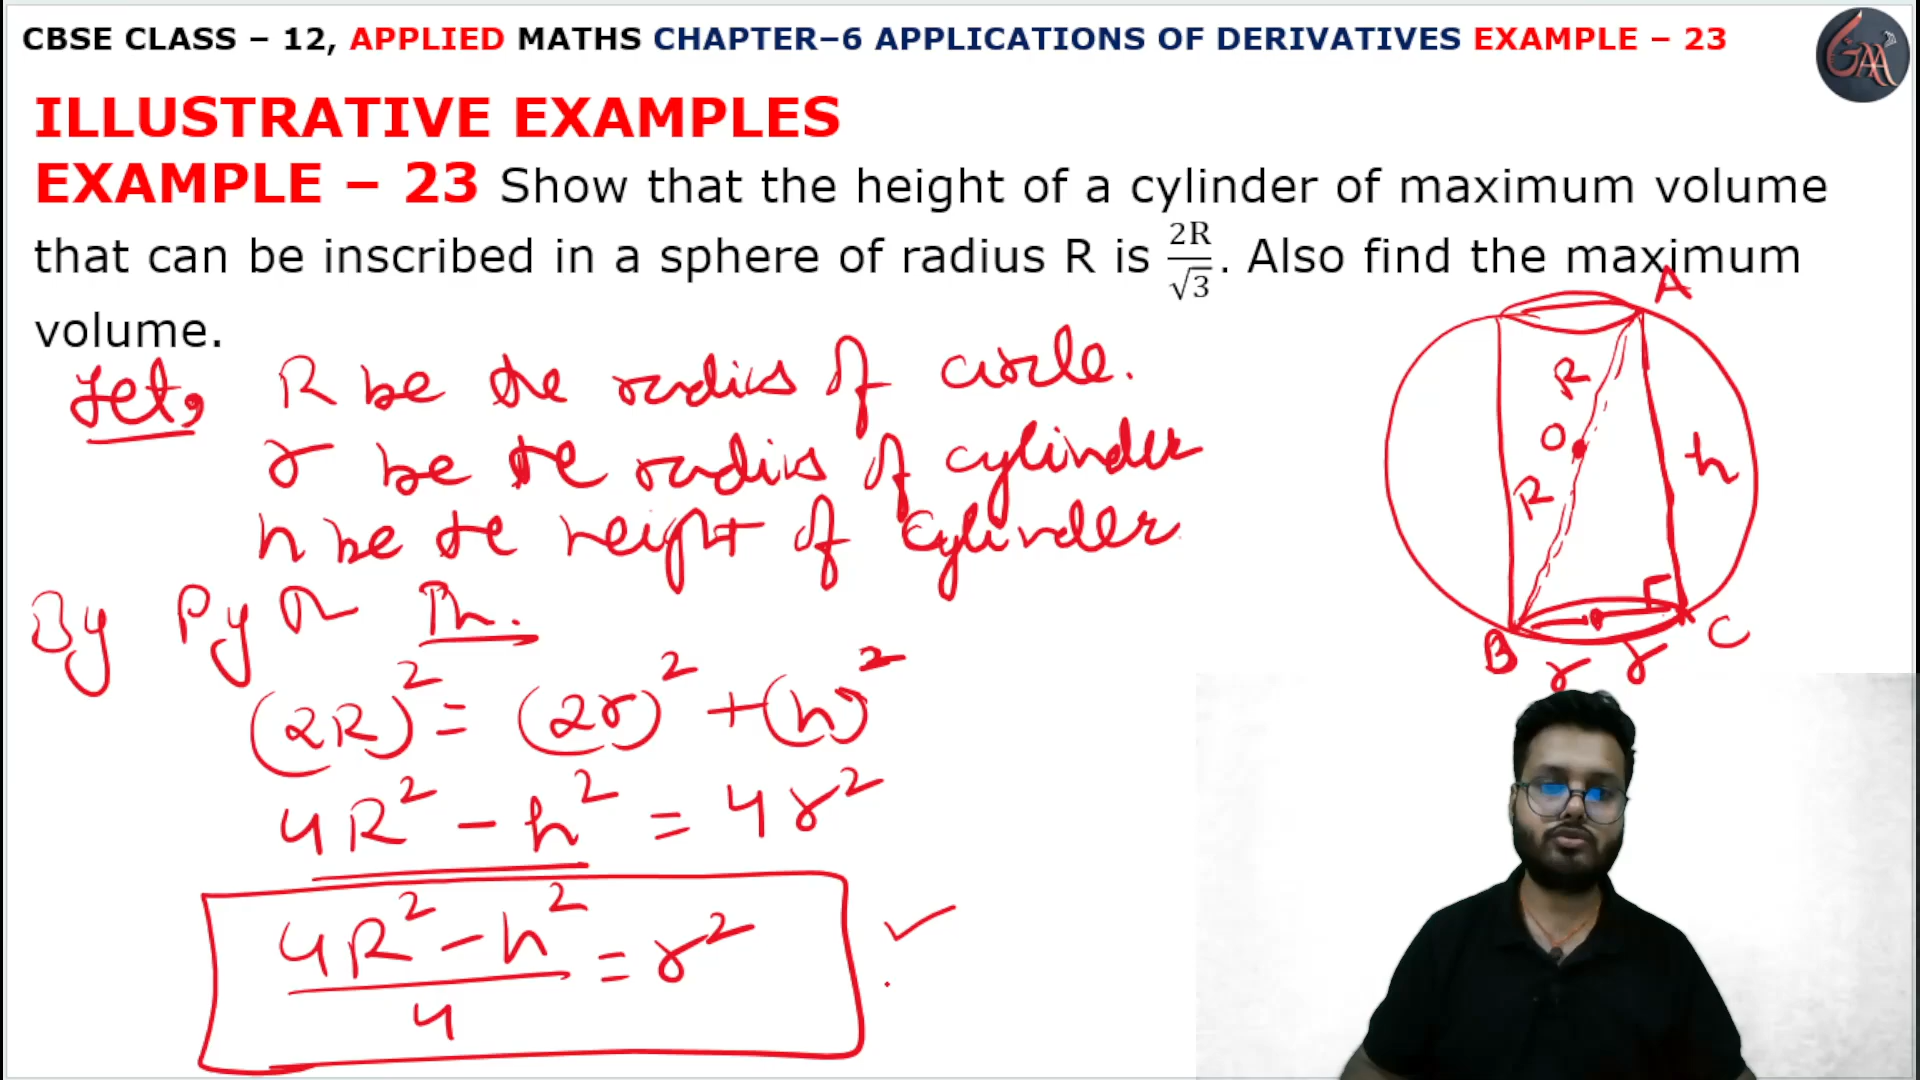 CBSE CLASS – 12, APPLIED MATHS CHAPTER–6 APPLICATIONS OF DERIVATIVES EXAMPLE – 23
GMA
ILLUSTRATIVE EXAMPLES
EXAMPLE – 23 Show that the height of a cylinder of maximum volume
that can be inscribed in a sphere of radius R is 2R/√3. Also find the maximum
volume.
Let, R be the radius of circle.
r be the radius of cylinder
h be the height of cylinder
By Py Th.
(2R)² = (2r)² + (h)²
4R² – h² = 4r²
(4R² – h²)/4 = r²
A
R
O
h
R
B
C
r r